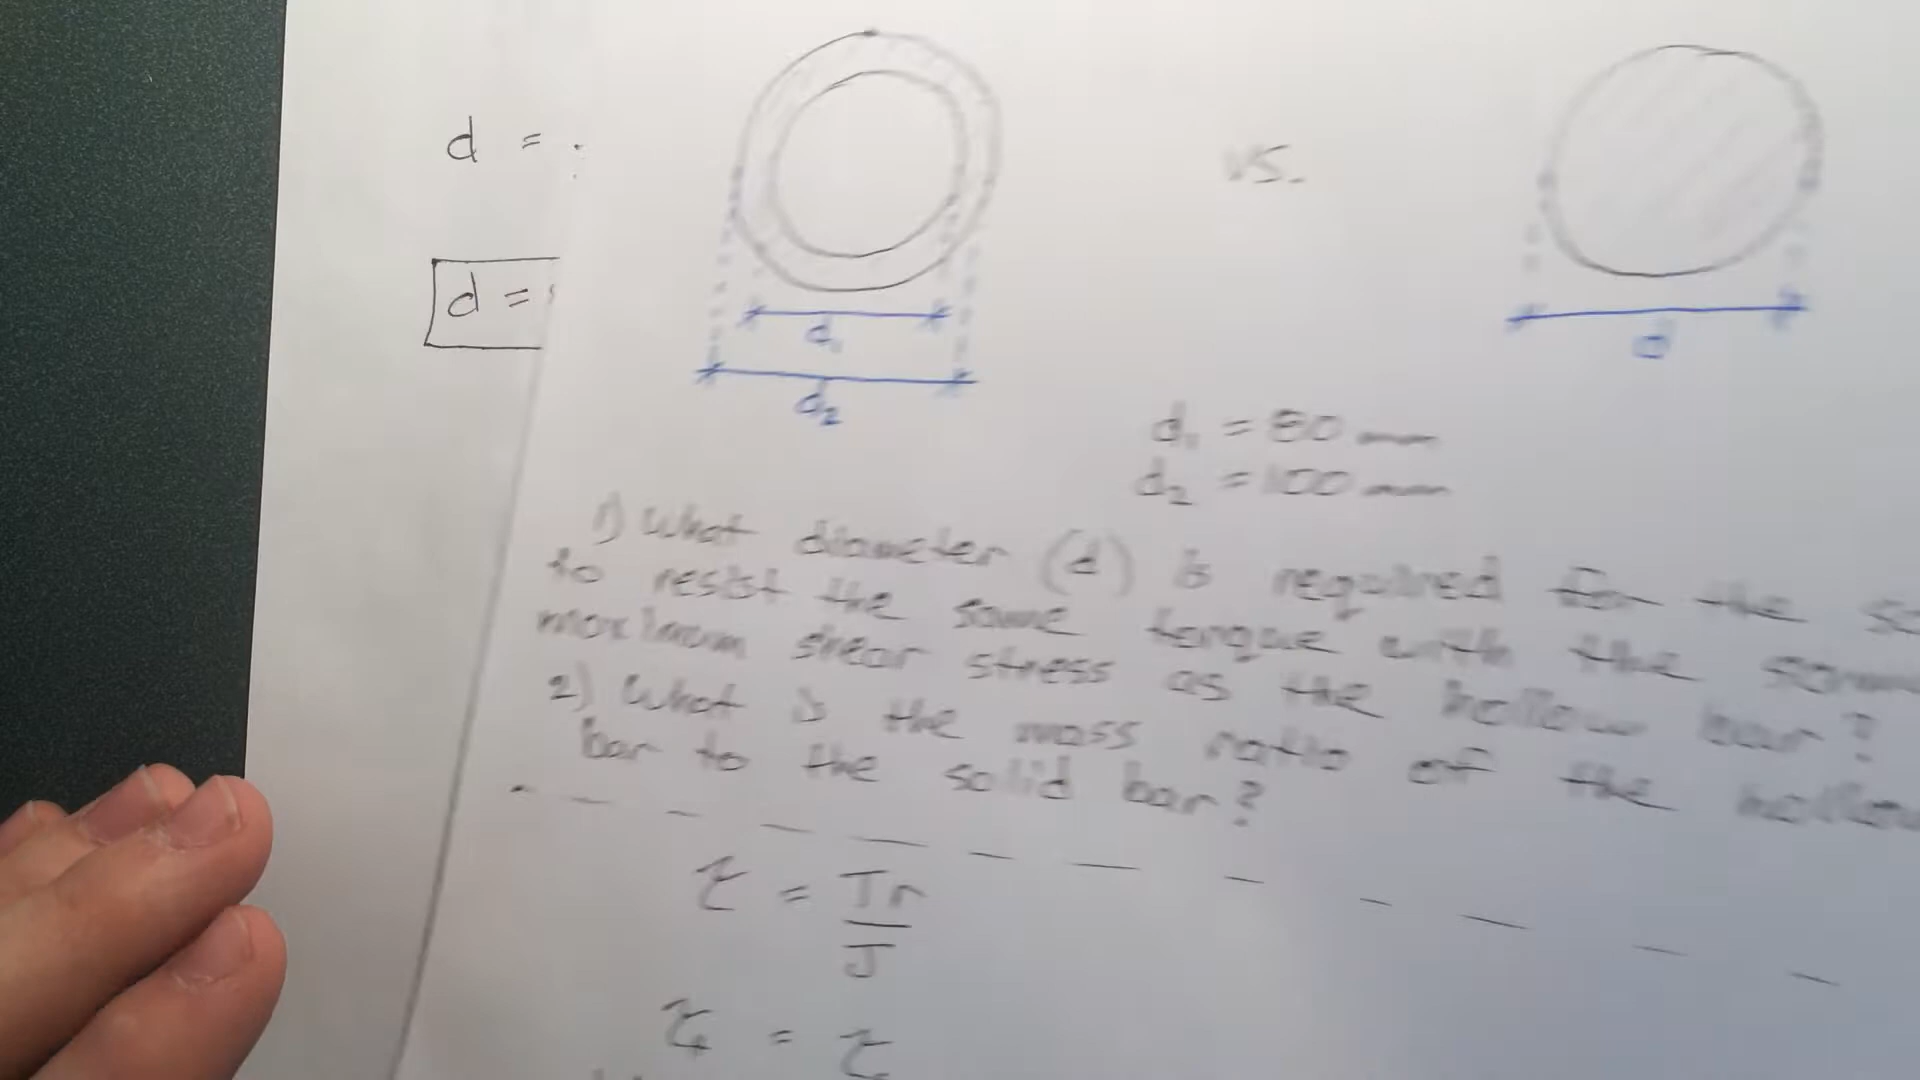 d = .
d =
vs.
d₁
d₂
d
d₁ = 80 mm
d₂ = 100 mm
1) What diameter (d) is required for the
to resist the same torque with the
maximum shear stress as the hollow bar?
2) What is the mass ratio of the
bar to the solid bar?
τ = Tr
J
τ = τ